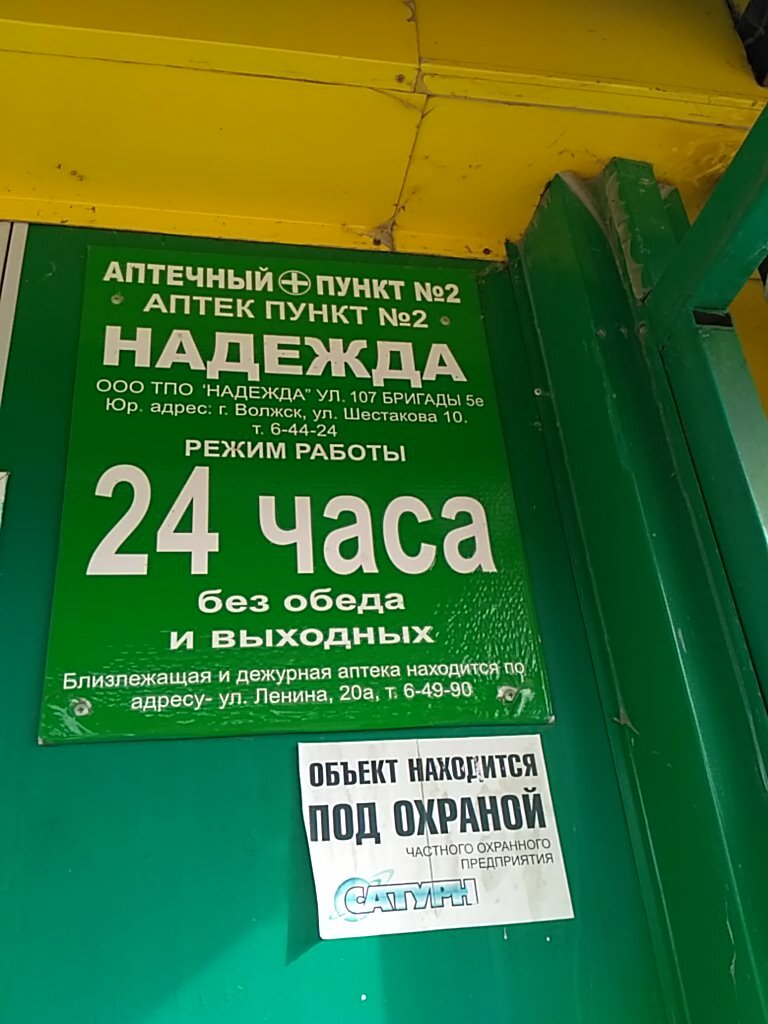 АПТЕЧНЫЙ ПУНКТ №2
АПТЕК ПУНКТ №2
НАДЕЖДА
ООО ТПО ‘НАДЕЖДА” УЛ. 107 БРИГАДЫ 5е
Юр. адрес: г. Волжск, ул. Шестакова 10.
т. 6-44-24
РЕЖИМ РАБОТЫ
24 часа
без обеда
и выходных
Близлежащая и дежурная аптека находится по
адресу- ул. Ленина, 20а, т. 6-49-90
ОБЪЕКТ НАХОДИТСЯ
ПОД ОХРАНОЙ
ЧАСТНОГО ОХРАННОГО
ПРЕДПРИЯТИЯ
САТУРН